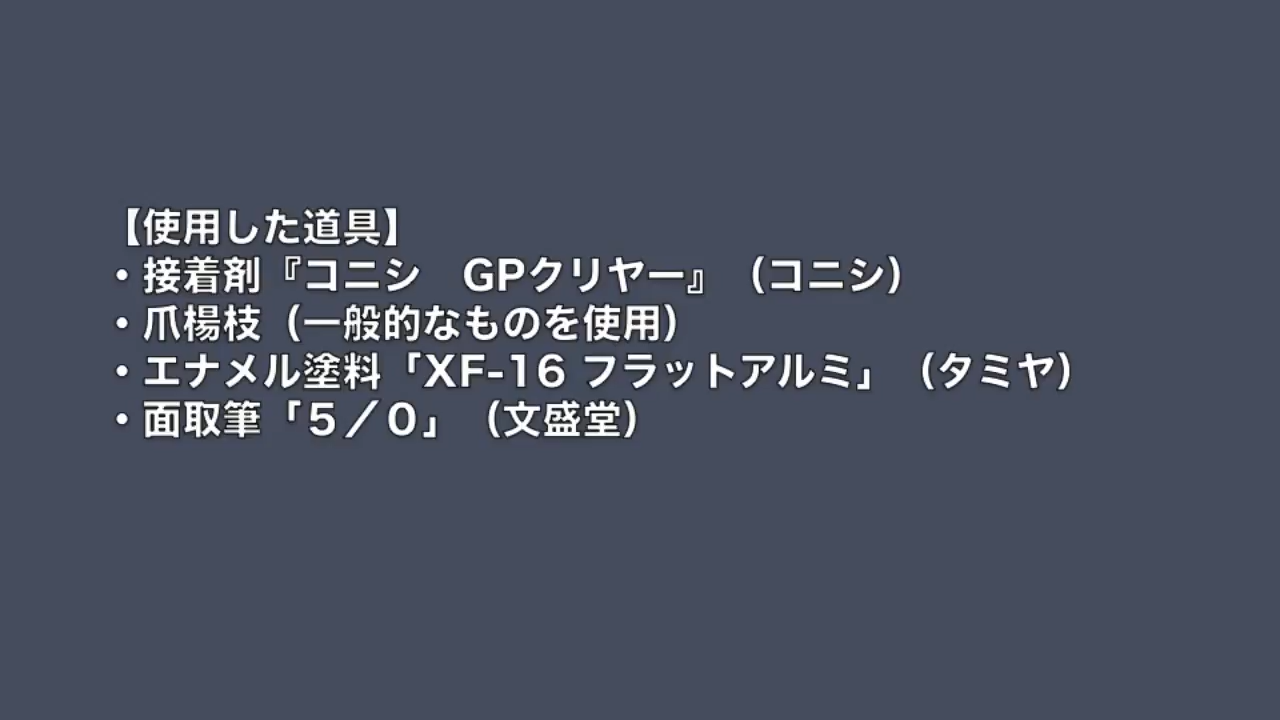 【使用した道具】
・接着剤『コニシ　GPクリヤー』（コニシ）
・爪楊枝（一般的なものを使用）
・エナメル塗料「XF-16 フラットアルミ」（タミヤ）
・面取筆「５／０」（文盛堂）